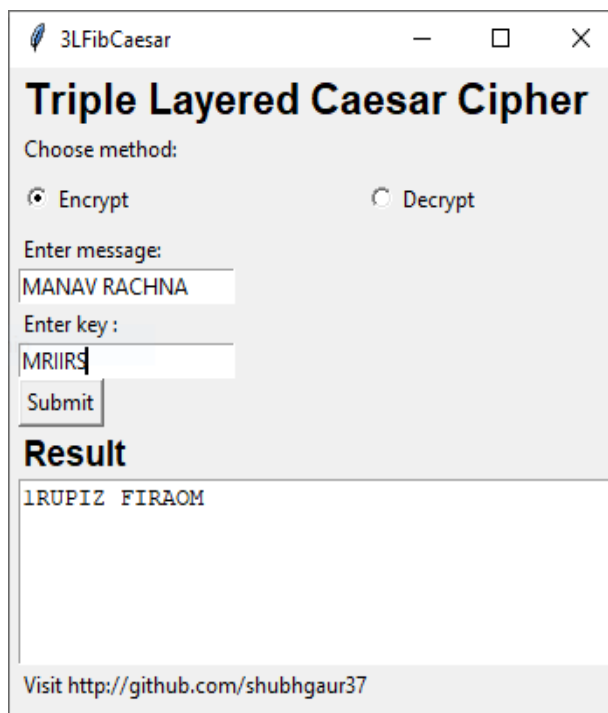 3LFibCaesar
Triple Layered Caesar Cipher
Choose method:
Encrypt Decrypt
Enter message:
MANAV RACHNA
Enter key :
MRIIRS
Submit
Result
lRUPIZ FIRAOM
Visit http://github.com/shubhgaur37